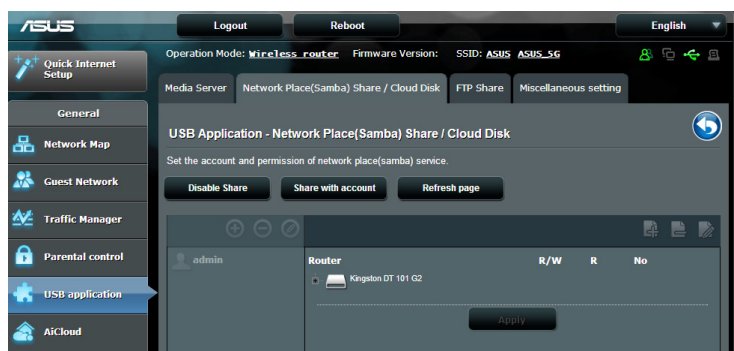 ASUS
Logout Reboot English
Quick Internet Setup
Operation Mode: Wireless router Firmware Version: SSID: ASUS ASUS_5G
Media Server Network Place(Samba) Share / Cloud Disk FTP Share Miscellaneous setting
General
Network Map
Guest Network
Traffic Manager
Parental control
USB application
AiCloud
USB Application - Network Place(Samba) Share / Cloud Disk
Set the account and permission of network place(samba) service.
Disable Share Share with account Refresh page
admin
Router R/W R No
Kingston DT 101 G2
Apply